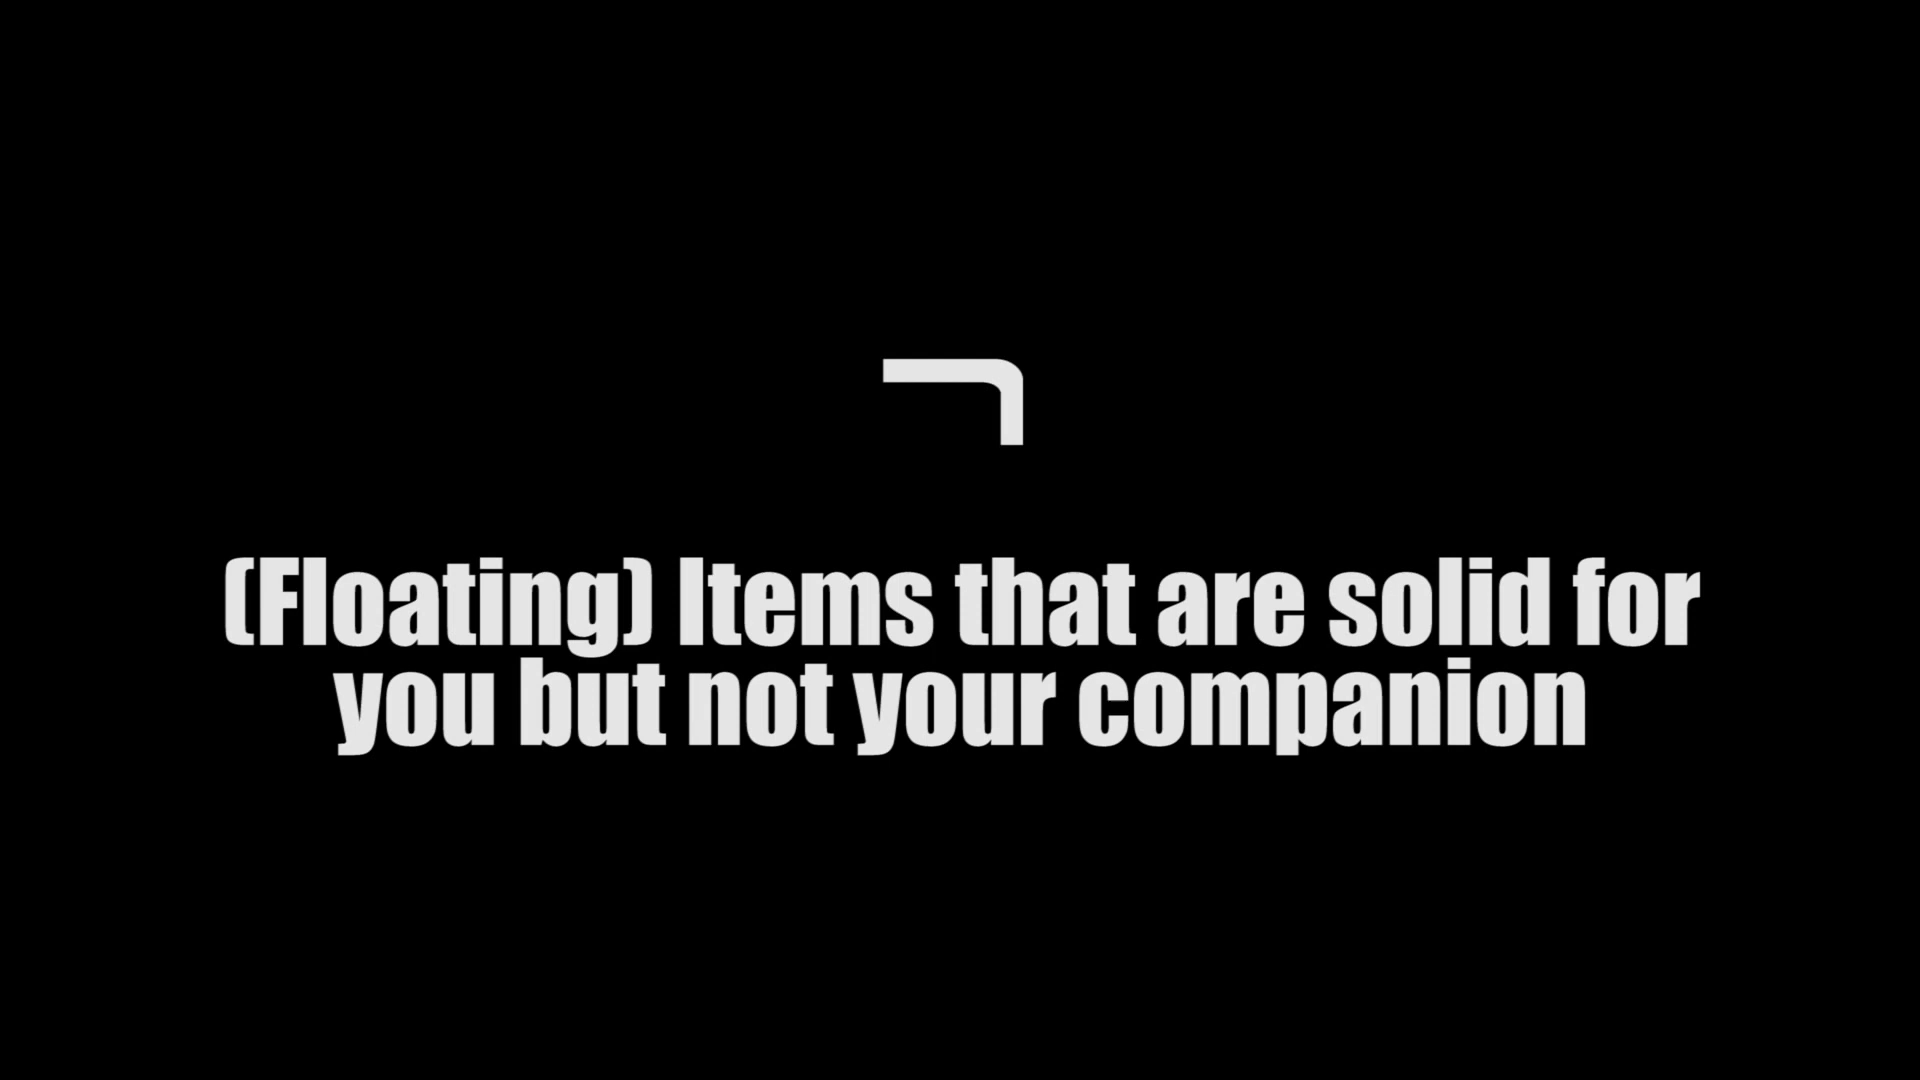 (Floating) Items that are solid for
you but not your companion